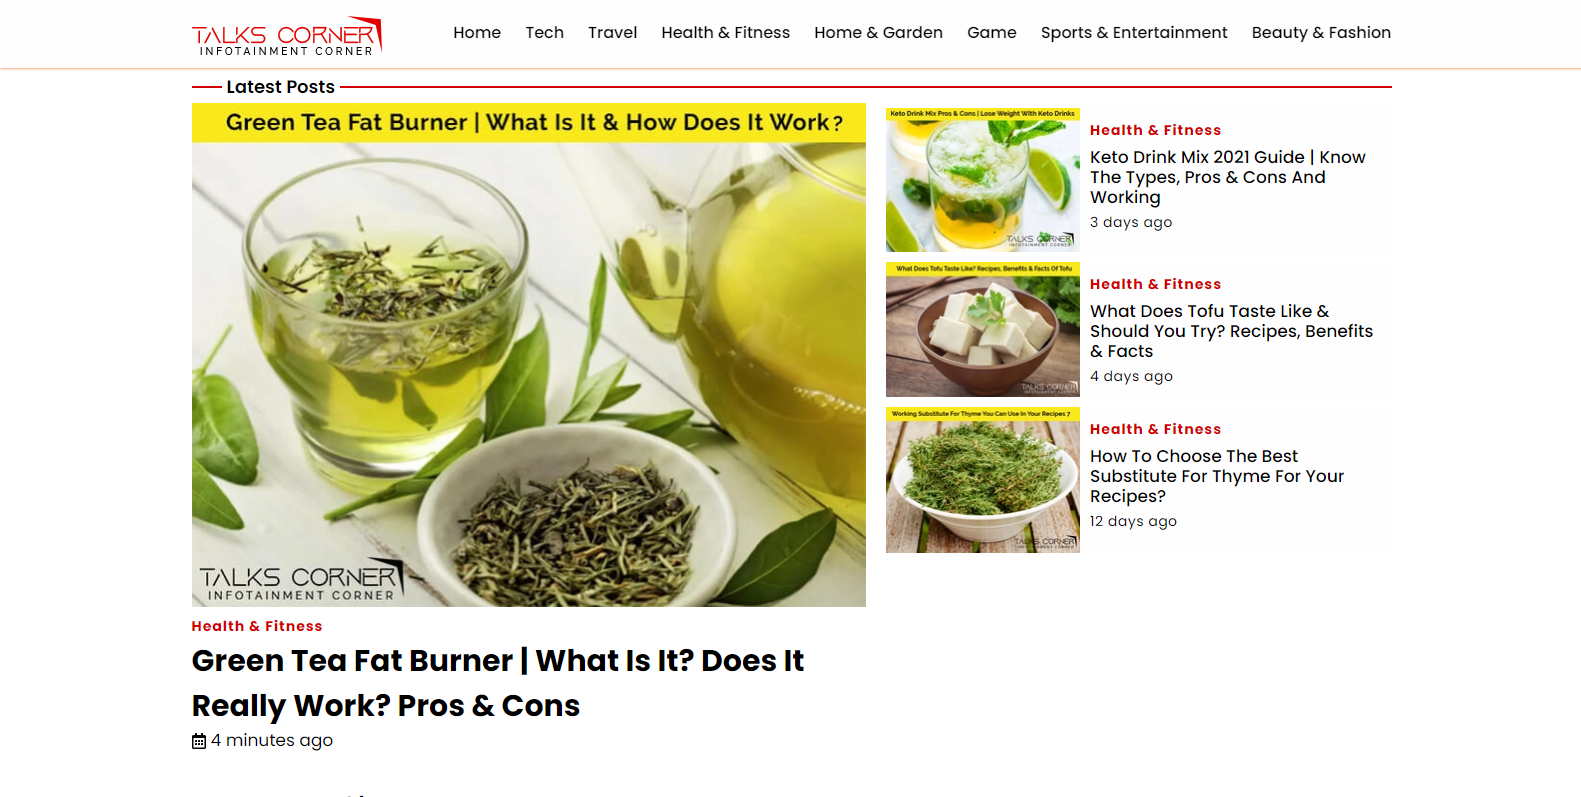 TALKS CORNER
INFOTAINMENT CORNER
Home Tech Travel Health & Fitness Home & Garden Game Sports & Entertainment Beauty & Fashion
Latest Posts
Green Tea Fat Burner | What Is It & How Does It Work?
TALKS CORNER
INFOTAINMENT CORNER
Health & Fitness
Green Tea Fat Burner | What Is It? Does It
Really Work? Pros & Cons
4 minutes ago
Keto Drink Mix Pros & Cons | Lose Weight With Keto Drinks
TALKS CORNER
INFOTAINMENT CORNER
Health & Fitness
Keto Drink Mix 2021 Guide | Know
The Types, Pros & Cons And
Working
3 days ago
What Does Tofu Taste Like? Recipes, Benefits & Facts Of Tofu
TALKS CORNER
INFOTAINMENT CORNER
Health & Fitness
What Does Tofu Taste Like &
Should You Try? Recipes, Benefits
& Facts
4 days ago
Working Substitute For Thyme You Can Use In Your Recipes 7
TALKS CORNER
INFOTAINMENT CORNER
Health & Fitness
How To Choose The Best
Substitute For Thyme For Your
Recipes?
12 days ago